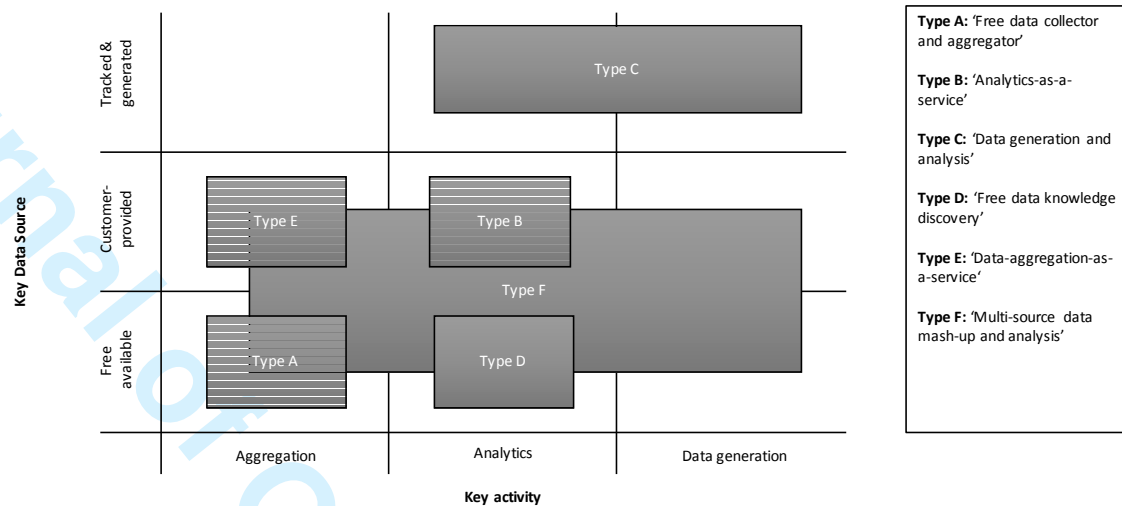 Tracked &
generated
Type C
Customer-
provided
Type E
Type B
Key Data Source
Type F
Free
available
Type A
Type D
Aggregation
Analytics
Data generation
Key activity
Type A: ‘Free data collector
and aggregator’
Type B: ‘Analytics-as-a-
service’
Type C: ‘Data generation and
analysis’
Type D: ‘Free data knowledge
discovery’
Type E: ‘Data-aggregation-as-
a-service‘
Type F: ‘Multi-source data
mash-up and analysis’